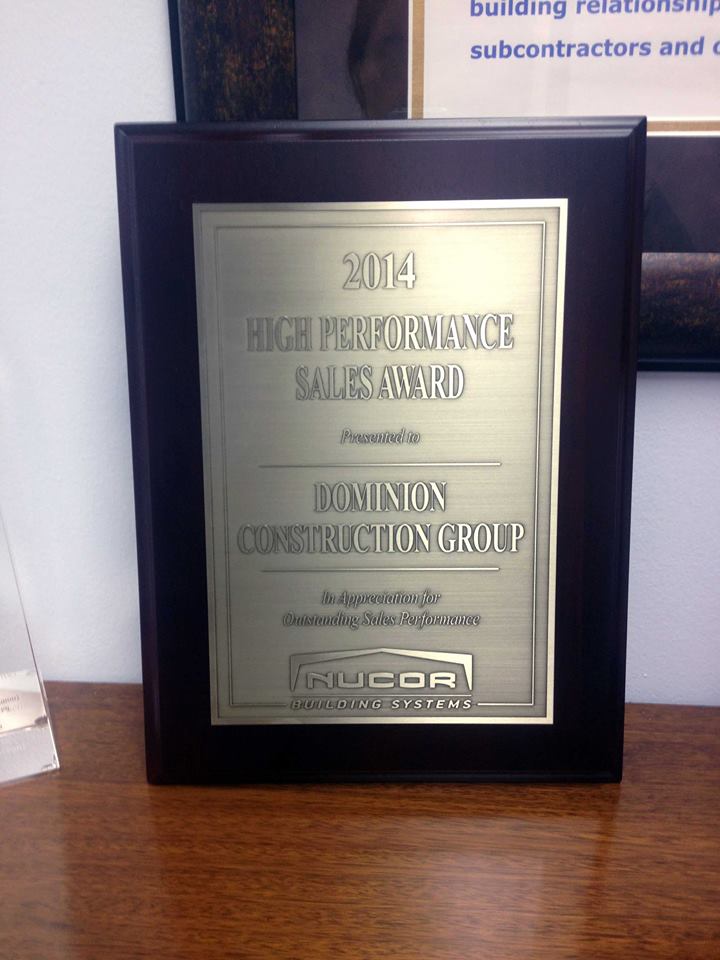 building relationship
subcontractors and
2014
HIGH PERFORMANCE
SALES AWARD
Presented to
DOMINION
CONSTRUCTION GROUP
In Appreciation for
Outstanding Sales Performance
NUCOR
BUILDING SYSTEMS